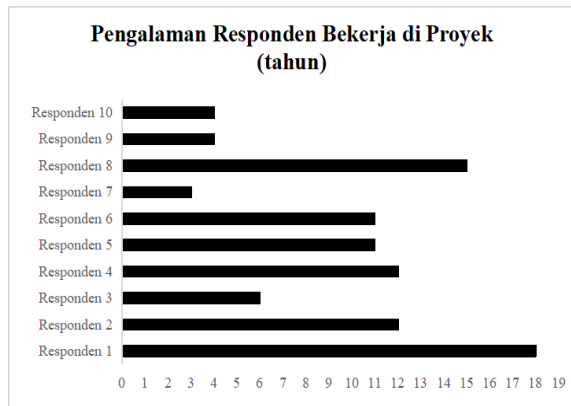 Pengalaman Responden Bekerja di Proyek
(tahun)
Responden 10
Responden 9
Responden 8
Responden 7
Responden 6
Responden 5
Responden 4
Responden 3
Responden 2
Responden 1
0 1 2 3 4 5 6 7 8 9 10 11 12 13 14 15 16 17 18 19